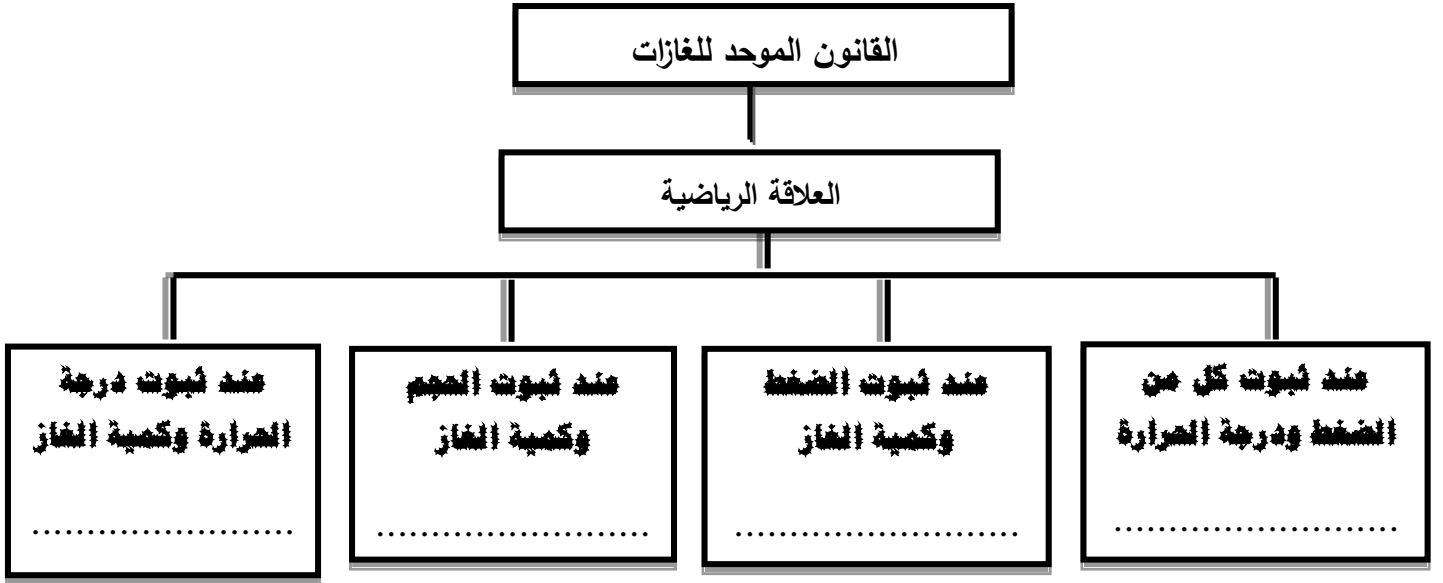 القانون الموحد للغازات
العلاقة الرياضية
عند ثبوت كل من
الضغط ودرجة الحرارة
..........................
عند ثبوت الضغط
وكمية الغاز
..........................
عند ثبوت الحجم
وكمية الغاز
.........................
عند ثبوت درجة
الحرارة وكمية الغاز
........................